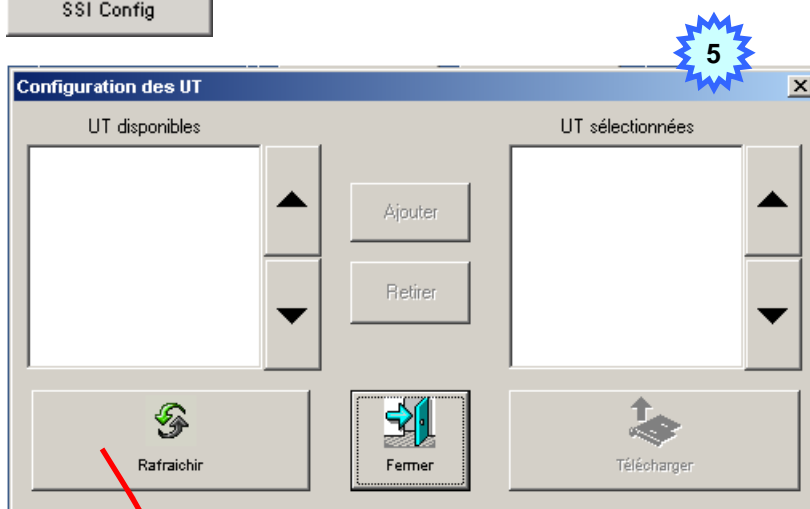 SSI Config
5
Configuration des UT
UT disponibles
UT sélectionnées
Ajouter
Retirer
Rafraichir
Fermer
Télécharger